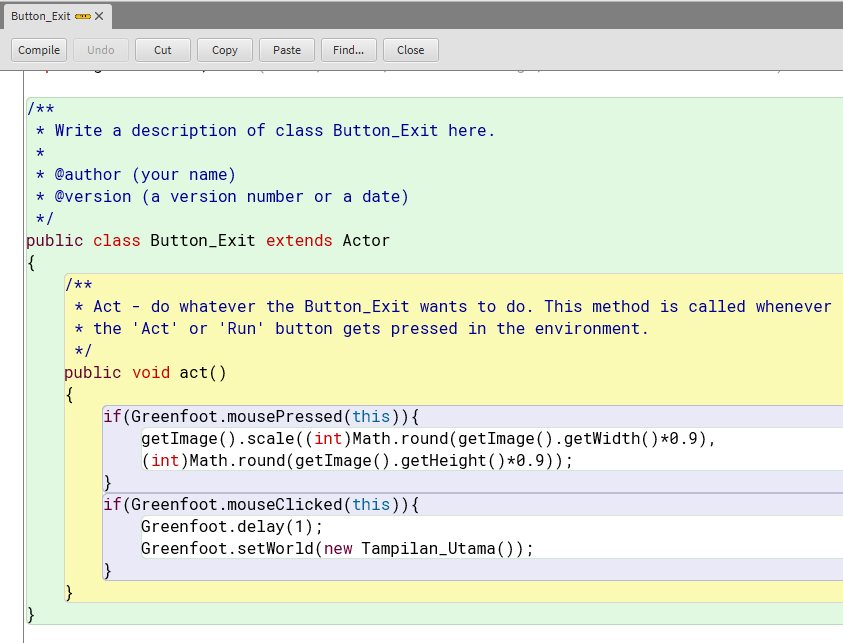 Button_Exit
Compile Undo Cut Copy Paste Find... Close
/**
 * Write a description of class Button_Exit here.
 *
 * @author (your name)
 * @version (a version number or a date)
 */
public class Button_Exit extends Actor
{
    /**
     * Act - do whatever the Button_Exit wants to do. This method is called whenever
     * the 'Act' or 'Run' button gets pressed in the environment.
     */
    public void act()
    {
        if(Greenfoot.mousePressed(this)){
            getImage().scale((int)Math.round(getImage().getWidth()*0.9),
            (int)Math.round(getImage().getHeight()*0.9));
        }
        if(Greenfoot.mouseClicked(this)){
            Greenfoot.delay(1);
            Greenfoot.setWorld(new Tampilan_Utama());
        }
    }
}